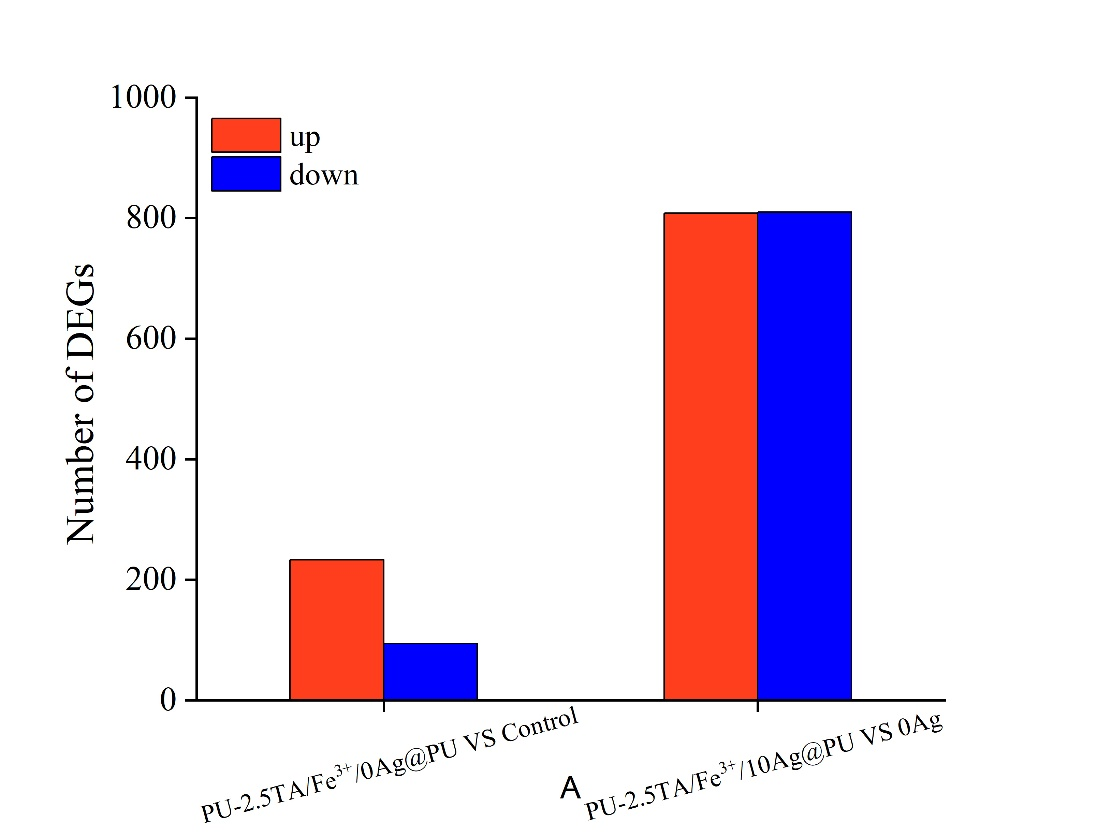 1000
up
down
800
600
400
200
0
Number of DEGs
PU-2.5TA/Fe³⁺/0Ag@PU VS Control
PU-2.5TA/Fe³⁺/10Ag@PU VS 0Ag
A